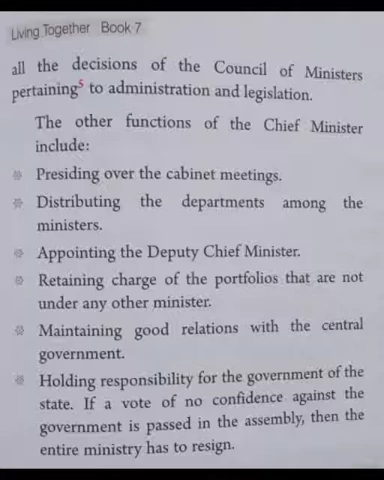 Living Together Book 7
all the decisions of the Council of Ministers
pertaining5 to administration and legislation.
The other functions of the Chief Minister
include:
Presiding over the cabinet meetings.
Distributing the departments among the
ministers.
Appointing the Deputy Chief Minister.
Retaining charge of the portfolios that are not
under any other minister.
Maintaining good relations with the central
government.
Holding responsibility for the government of the
state. If a vote of no confidence against the
government is passed in the assembly, then the
entire ministry has to resign.